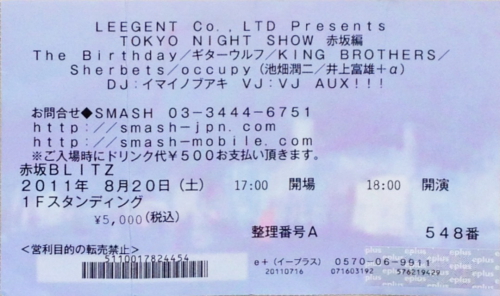 LEEGENT Co., LTD Presents
TOKYO NIGHT SHOW 赤坂編
The Birthday/ギターウルフ/KING BROTHERS/
Sherbets/occupy(池畑潤二/井上富雄+α)
DJ:イマイノブアキ VJ:VJ AUX!!!
お問合せ◆SMASH 03-3444-6751
http://smash-jpn.com
http://smash-mobile.com
※ご入場時にドリンク代¥500お支払い頂きます。
赤坂BLITZ
2011年 8月20日(土) 17:00 開場 18:00 開演
1Fスタンディング
¥5,000(税込)
整理番号A 548番
<営利目的の転売禁止>
5110017824454
e+(イープラス) 0570-06-9911
20110716 071603192 576219429
eplus